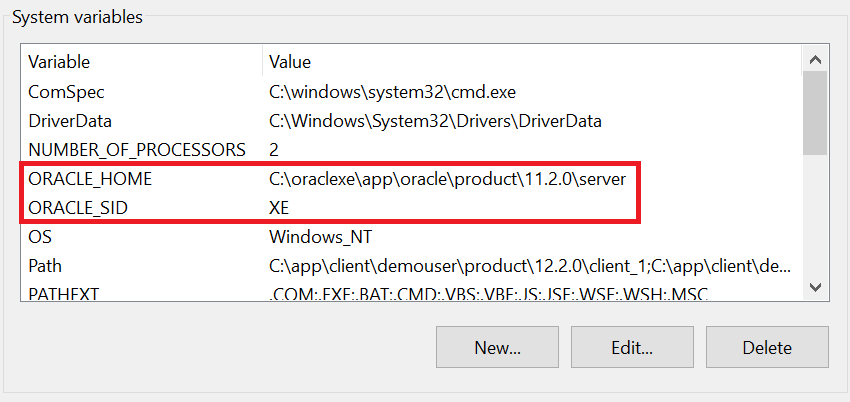 System variables
Variable Value
ComSpec C:\windows\system32\cmd.exe
DriverData C:\Windows\System32\Drivers\DriverData
NUMBER_OF_PROCESSORS 2
ORACLE_HOME C:\oraclexe\app\oracle\product\11.2.0\server
ORACLE_SID XE
OS Windows_NT
Path C:\app\client\demouser\product\12.2.0\client_1;C:\app\client\de...
PATHEXT .COM;.EXE;.BAT;.CMD;.VBS;.VBE;.JS;.JSE;.WSF;.WSH;.MSC
New... Edit... Delete